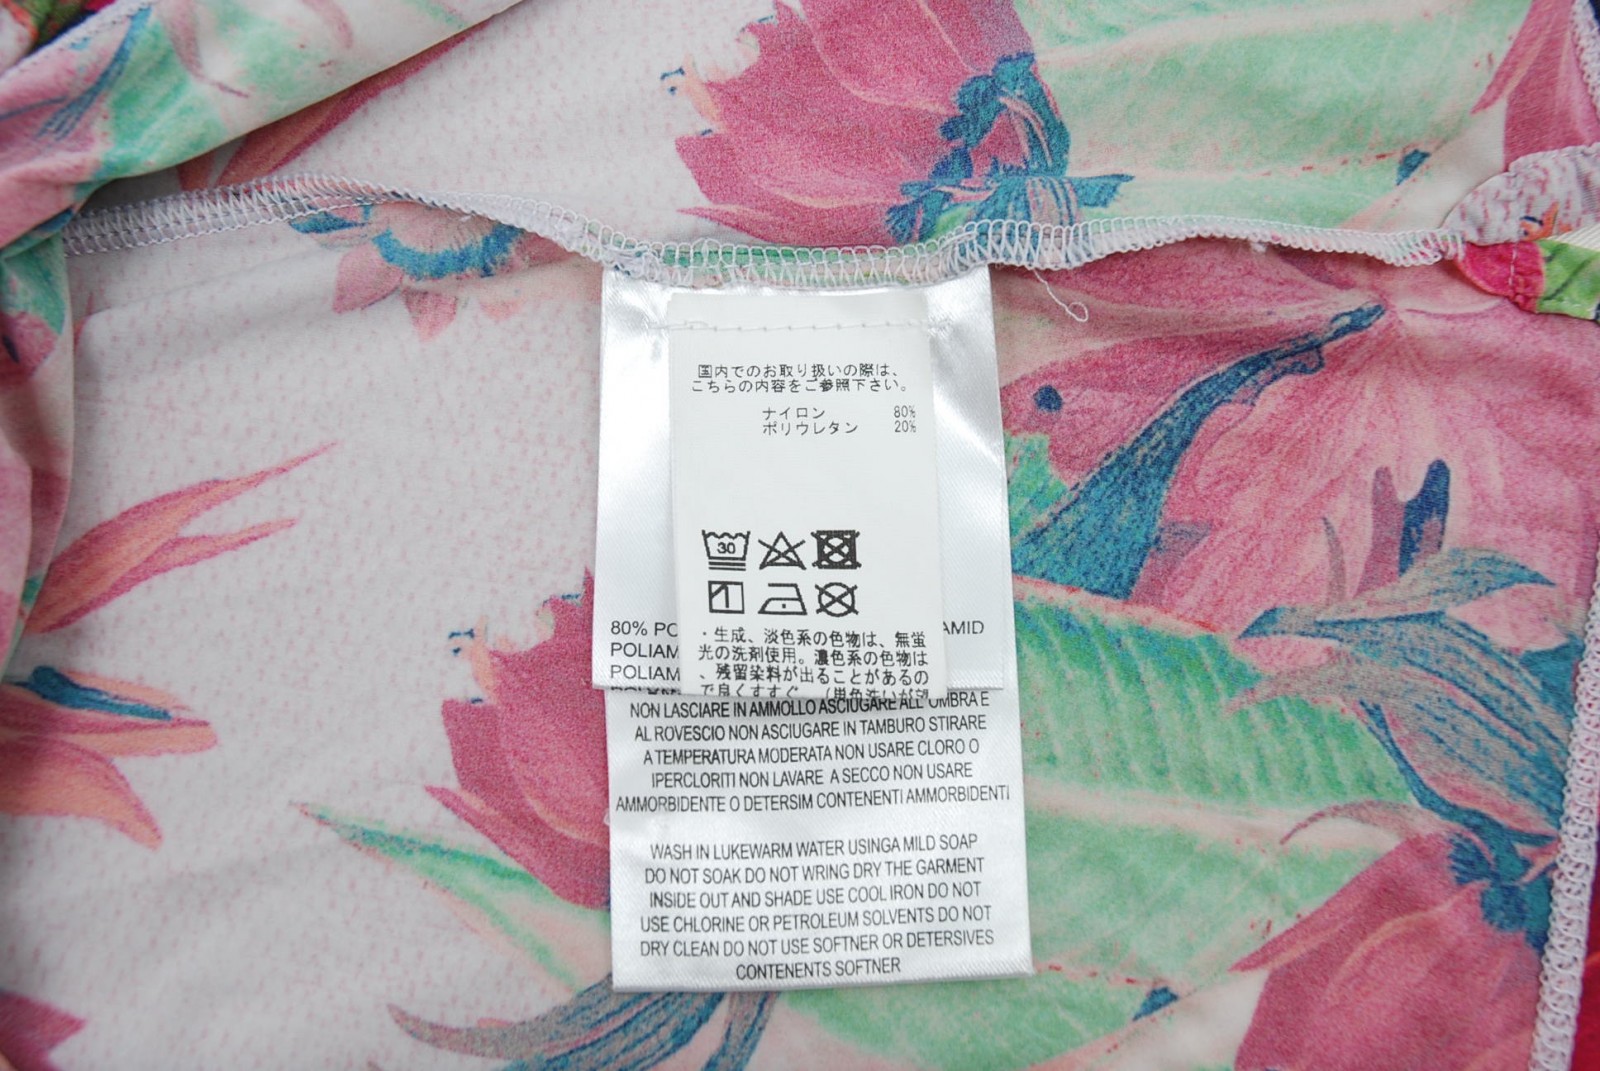 国内でのお取り扱いの際は、
こちらの内容をご参照下さい。
ナイロン 80%
ポリウレタン 20%
30
・生成、淡色系の色物は、無蛍
光の洗剤使用。濃色系の色物は
、残留染料が出ることがあるの
で良くすすぐ。
80% PO AMID
POLIAM
POLIAM
NON LASCIARE IN AMMOLLO ASCIUGARE ALL' OMBRA E
AL ROVESCIO NON ASCIUGARE IN TAMBURO STIRARE
A TEMPERATURA MODERATA NON USARE CLORO O
IPERCLORITI NON LAVARE A SECCO NON USARE
AMMORBIDENTE O DETERSIM CONTENENTI AMMORBIDENTI
WASH IN LUKEWARM WATER USINGA MILD SOAP
DO NOT SOAK DO NOT WRING DRY THE GARMENT
INSIDE OUT AND SHADE USE COOL IRON DO NOT
USE CHLORINE OR PETROLEUM SOLVENTS DO NOT
DRY CLEAN DO NOT USE SOFTNER OR DETERSIVES
CONTENENTS SOFTNER